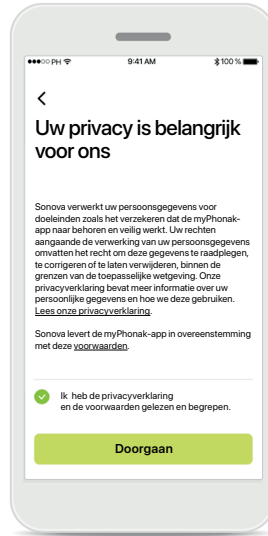 ●●●○○ PH 9:41 AM 100 %
Uw privacy is belangrijk
voor ons
Sonova verwerkt uw persoonsgegevens voor
doeleinden zoals het verzekeren dat de myPhonak-
app naar behoren en veilig werkt. Uw rechten
aangaande de verwerking van uw persoonsgegevens
omvatten het recht om deze gegevens te raadplegen,
te corrigeren of te laten verwijderen, binnen de
grenzen van de toepasselijke wetgeving. Onze
privacyverklaring bevat meer informatie over uw
persoonlijke gegevens en hoe we deze gebruiken.
Lees onze privacyverklaring.
Sonova levert de myPhonak-app in overeenstemming
met deze voorwaarden.
Ik heb de privacyverklaring
en de voorwaarden gelezen en begrepen.
Doorgaan